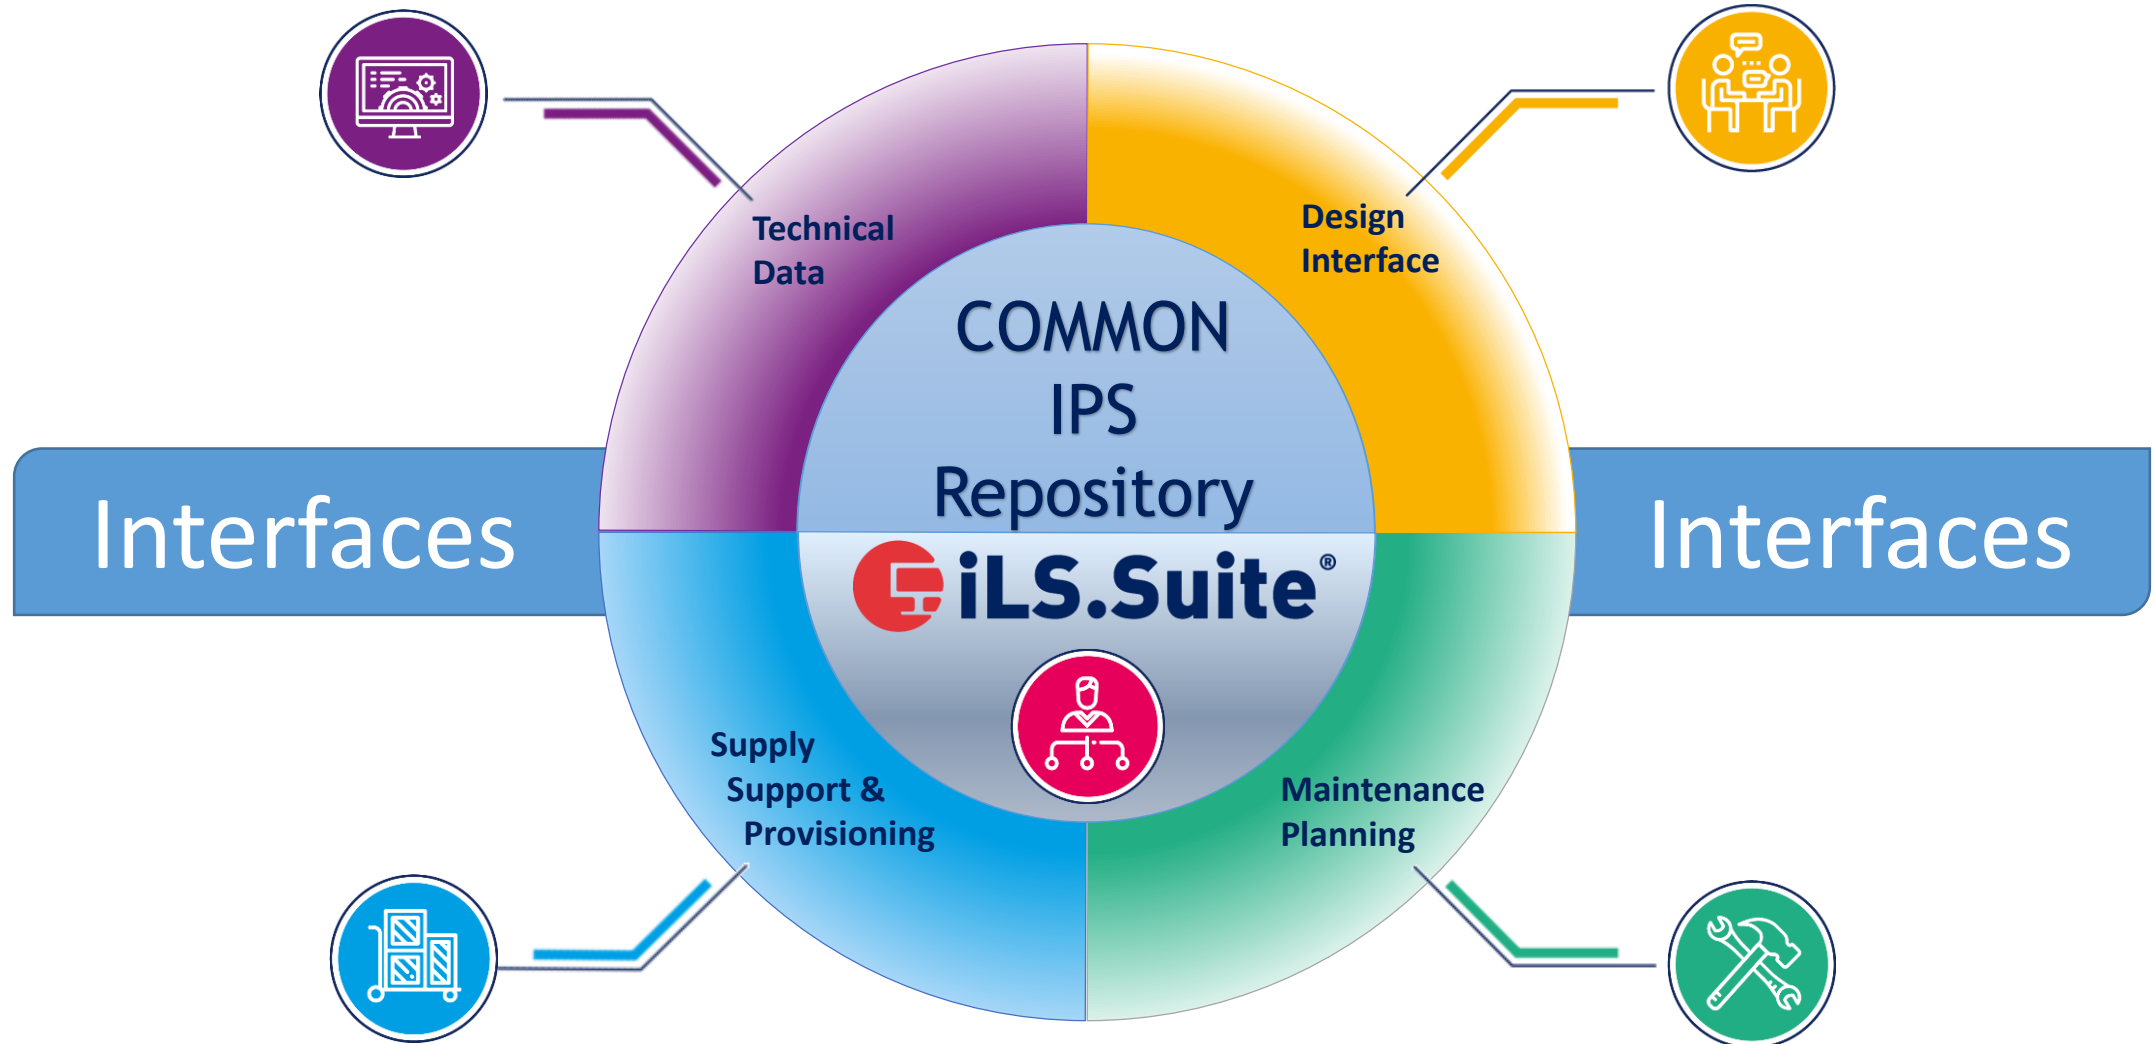 Technical
Data
Design
Interface
COMMON
IPS
Repository
Interfaces
iLS.Suite®
Interfaces
Supply
Support &
Provisioning
Maintenance
Planning